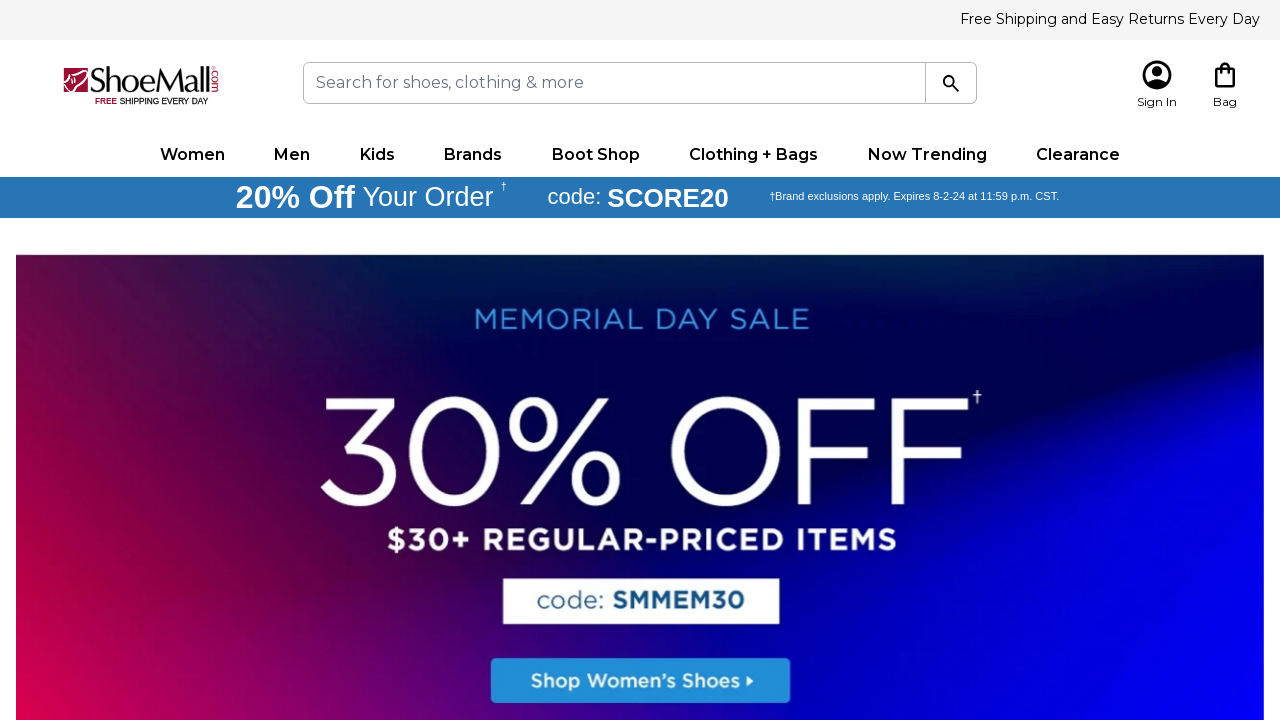 Free Shipping and Easy Returns Every Day
ShoeMall®.com
FREE SHIPPING EVERY DAY
Search for shoes, clothing & more
Sign In
Bag
Women Men Kids Brands Boot Shop Clothing + Bags Now Trending Clearance
20% Off Your Order † code: SCORE20 †Brand exclusions apply. Expires 8-2-24 at 11:59 p.m. CST.
MEMORIAL DAY SALE
30% OFF†
$30+ REGULAR-PRICED ITEMS
code: SMMEM30
Shop Women's Shoes